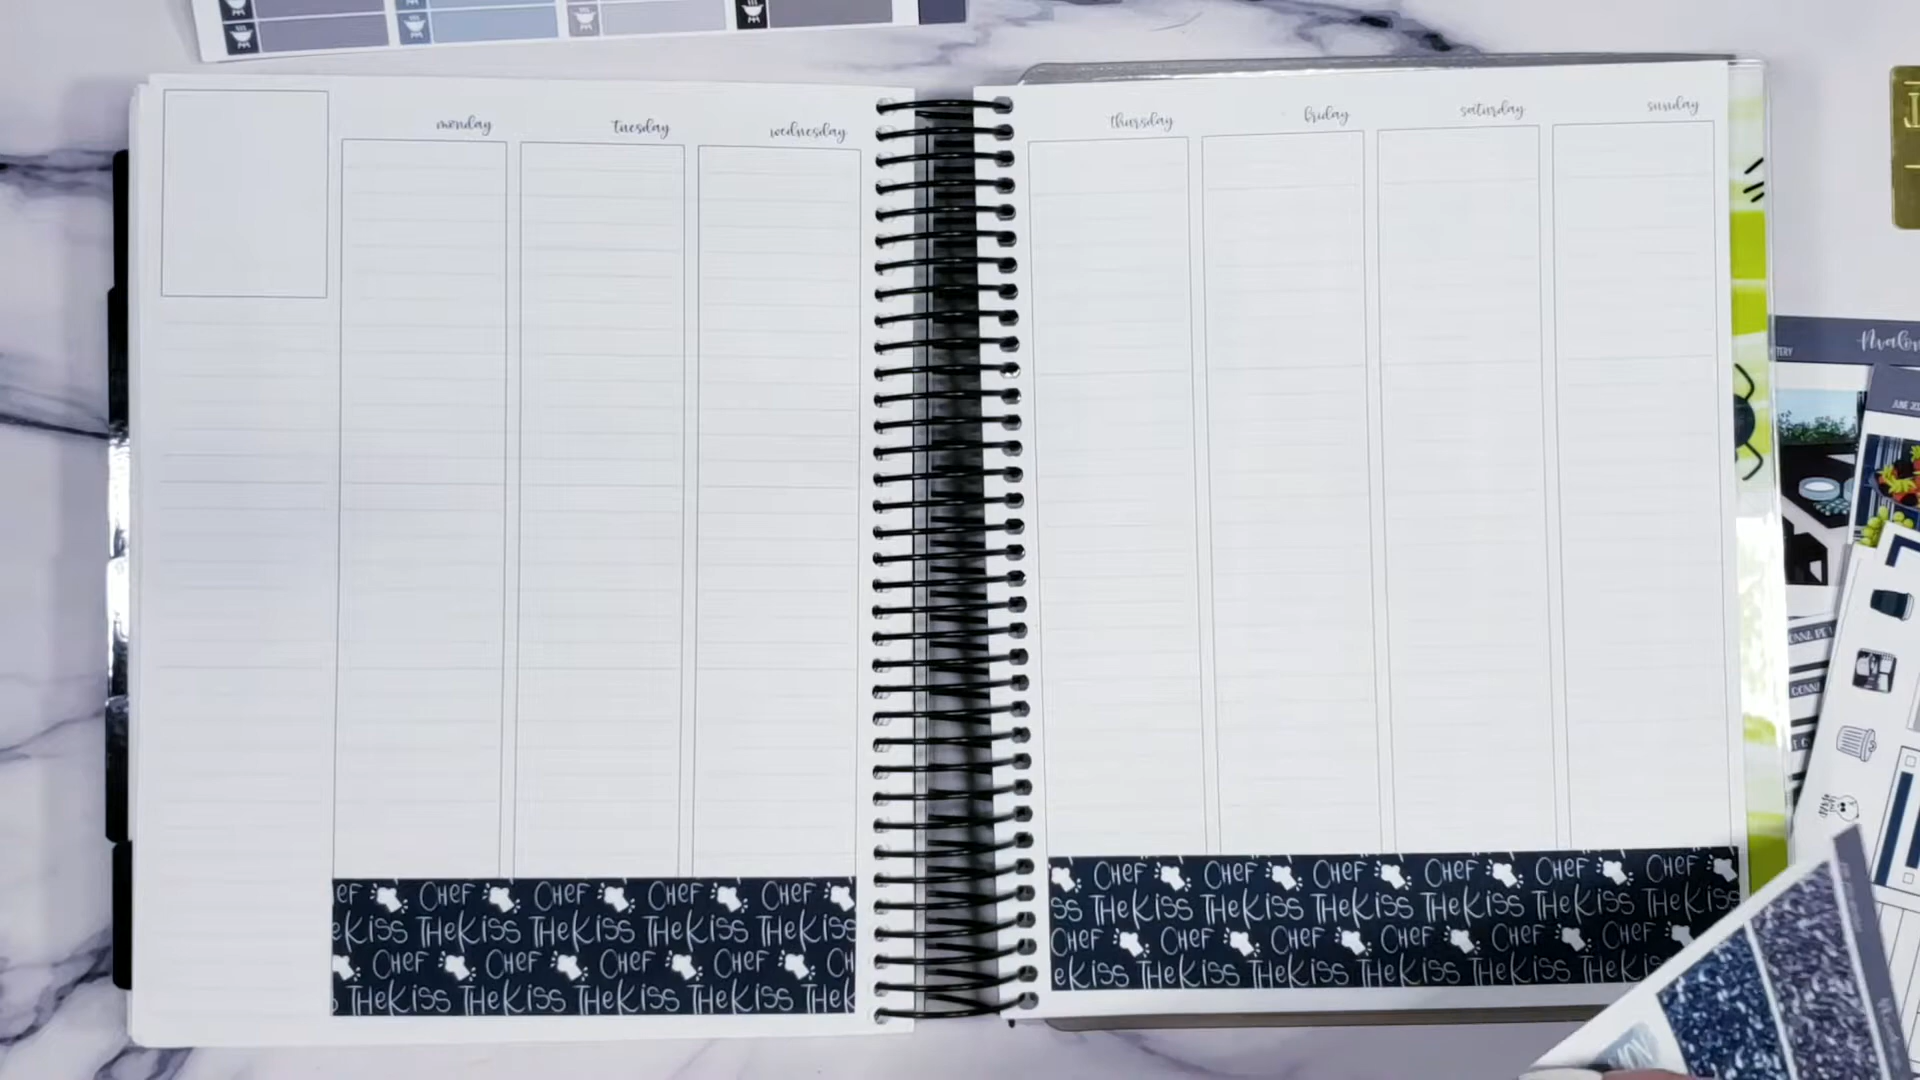 monday tuesday wednesday thursday friday saturday sunday
JUNE
CHEF CHEF CHEF CHEF
KISS THE KISS THE KISS THE KISS THE KISS
CHEF CHEF CHEF CHEF
THE KISS THE KISS THE KISS THE KISS
CHEF CHEF CHEF CHEF CHEF CHEF
THE KISS THE KISS THE KISS THE KISS THE KISS THE KISS
CHEF CHEF CHEF CHEF CHEF CHEF
KISS THE KISS THE KISS THE KISS THE KISS THE